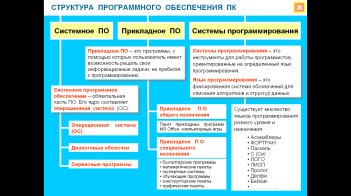 СТРУКТУРА ПРОГРАММНОГО ОБЕСПЕЧЕНИЯ ПК
Системное ПО
Прикладное ПО
Системы программирования
Прикладное ПО – это программы, с
помощью которых пользователь имеет
возможность решать свои
информационные задачи, не прибегая
к программированию
Системы программирования – это
инструменты для работы программистов,
ориентированные на определенный язык
программирования.
Язык программирования – это
фиксированная система обозначений для
описания алгоритмов и структур данных
Системное программное
обеспечение – обязательная
часть ПО. Его ядро составляет
операционная система (ОС)
Операционная система
(ОС)
Диалоговые оболочки
Сервисные программы
Прикладное ПО
общего назначения
Пакет прикладных программ
MS Office, компьютерные игры
Прикладное ПО
специального
назначения.
• бухгалтерские программы
• математические пакеты
• экспертные системы
• обучающие программы
• конструкторские пакеты
• графические пакеты
Существует множество
языков программирования
разного уровня и
назначения:
• Ассемблеры
• ФОРТРАН
• Паскаль
• С (Си)
• ЛОГО
• ЛИСП
• Пролог
• Делфи
• Бейсик
•